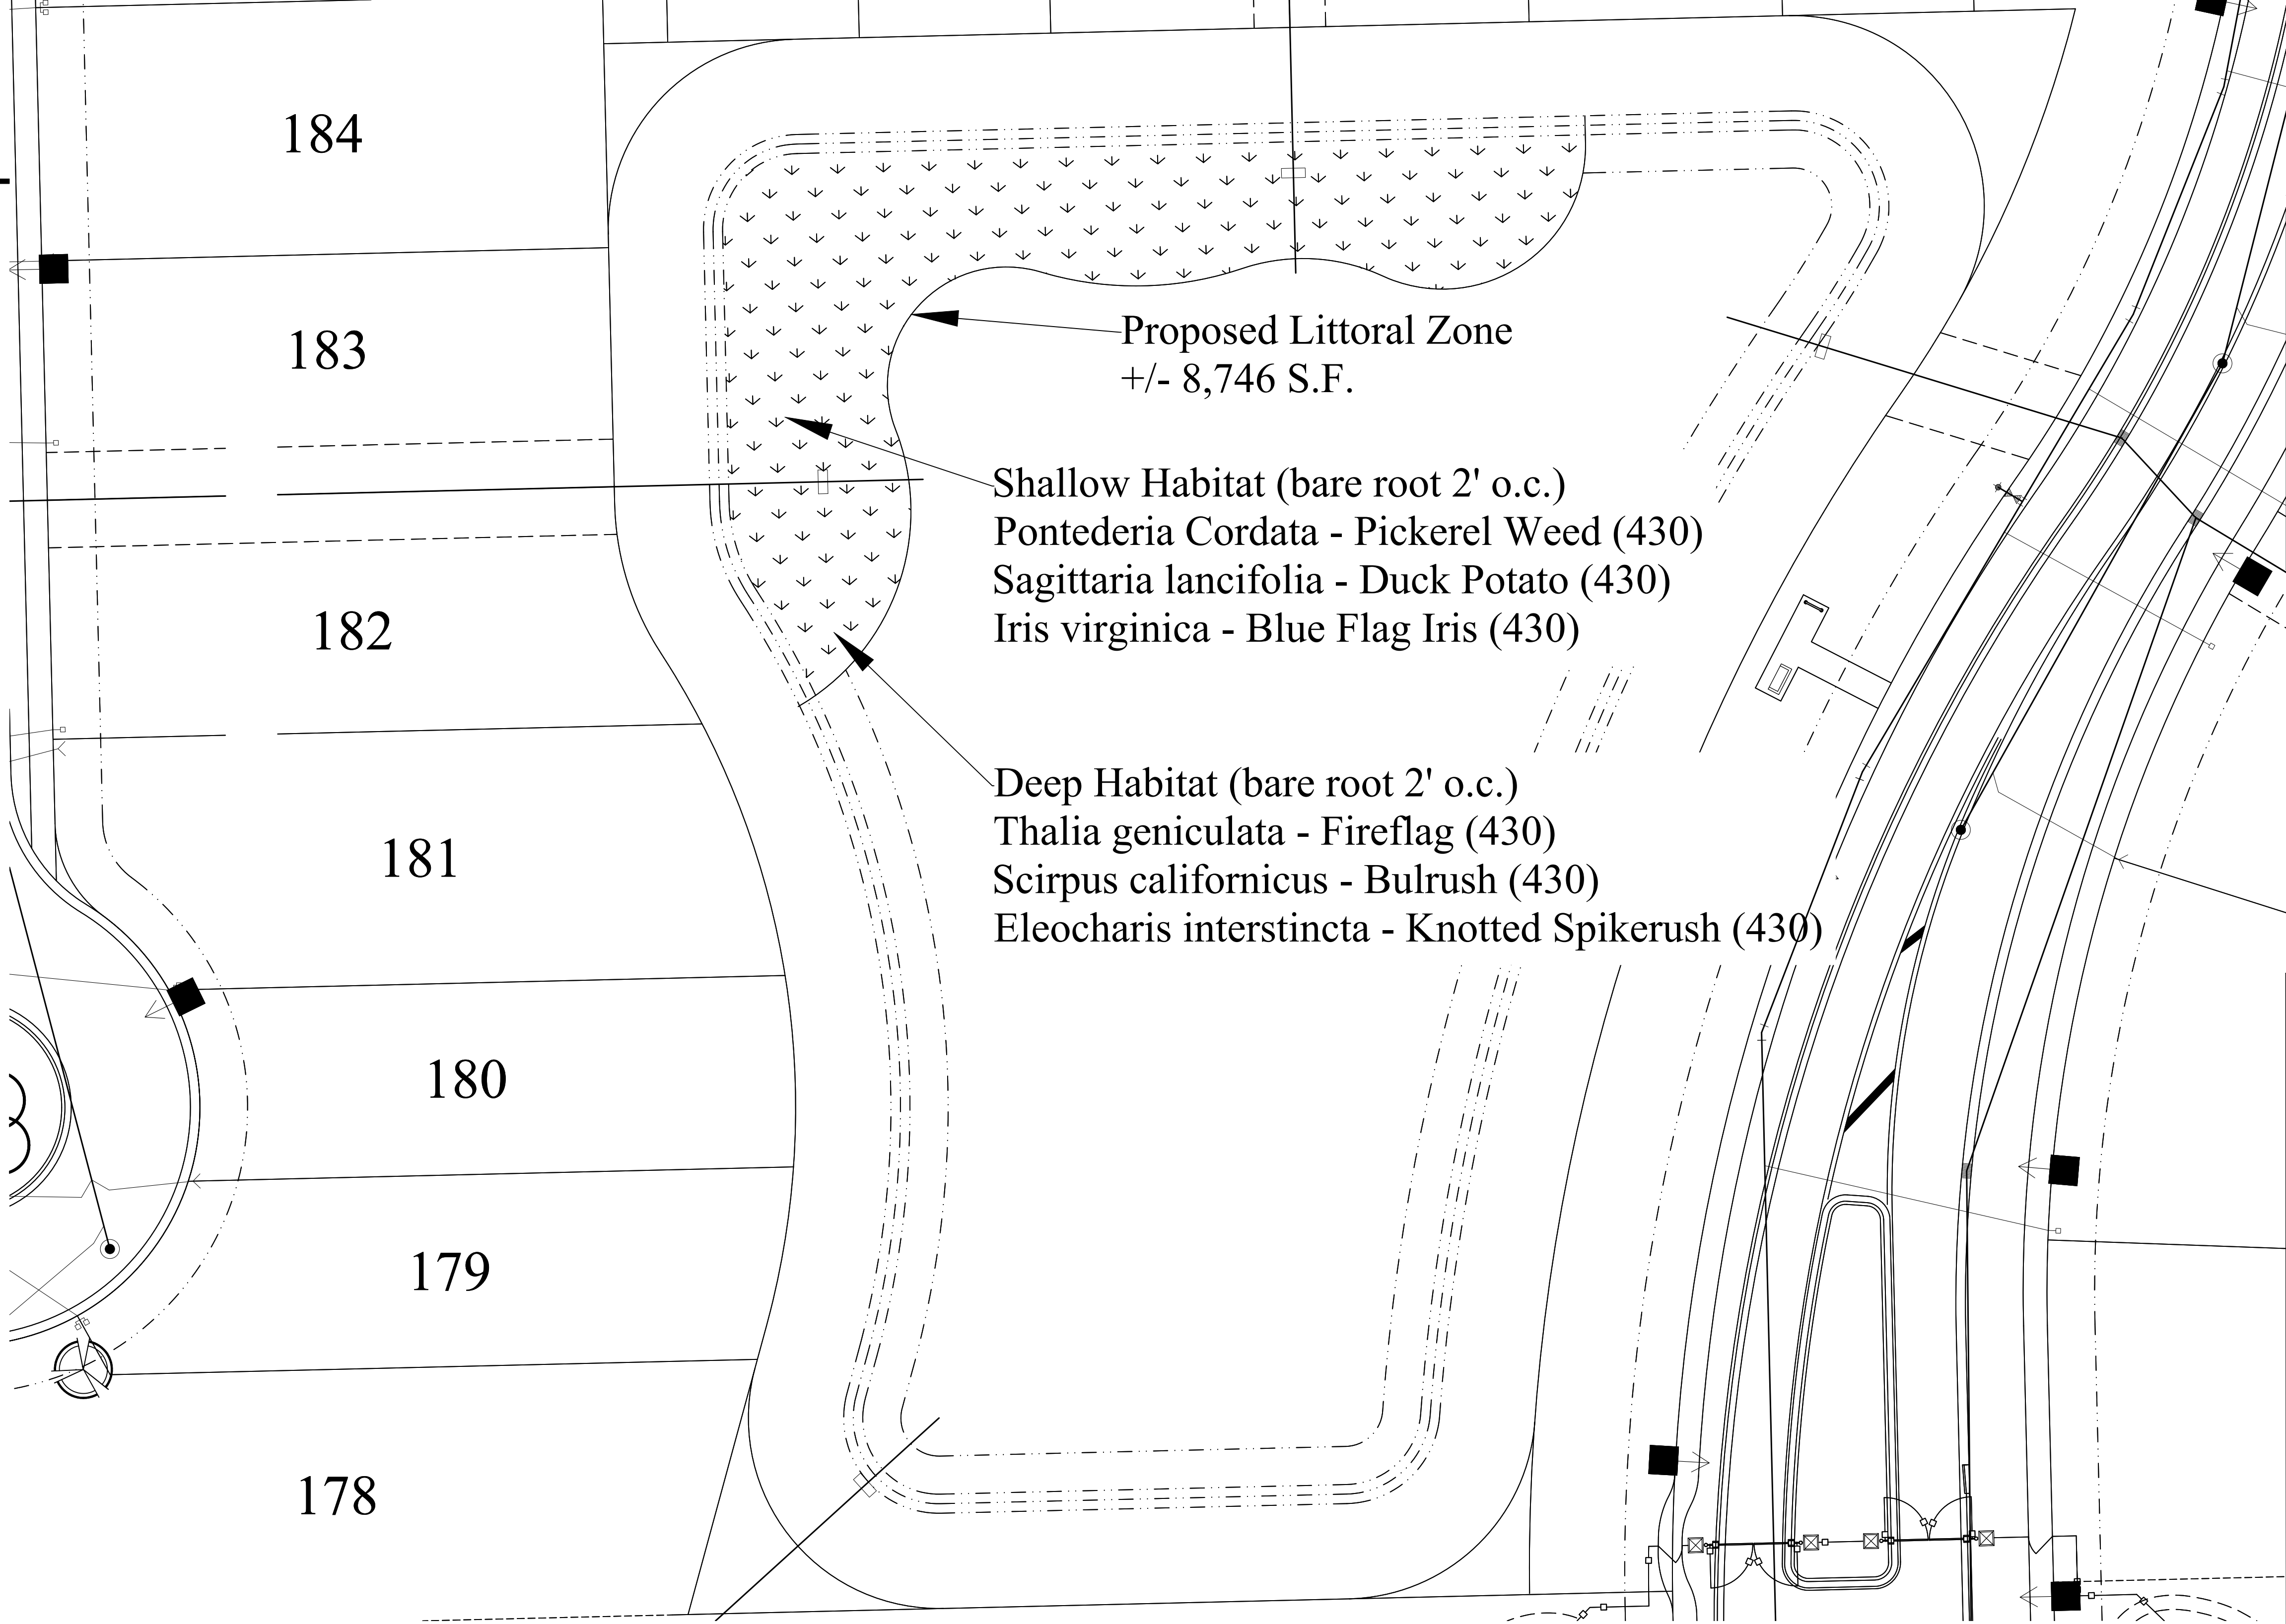 184
183
Proposed Littoral Zone
+/- 8,746 S.F.
Shallow Habitat (bare root 2' o.c.)
Pontederia Cordata - Pickerel Weed (430)
Sagittaria lancifolia - Duck Potato (430)
Iris virginica - Blue Flag Iris (430)
182
Deep Habitat (bare root 2' o.c.)
Thalia geniculata - Fireflag (430)
Scirpus californicus - Bulrush (430)
Eleocharis interstincta - Knotted Spikerush (430)
181
180
179
178